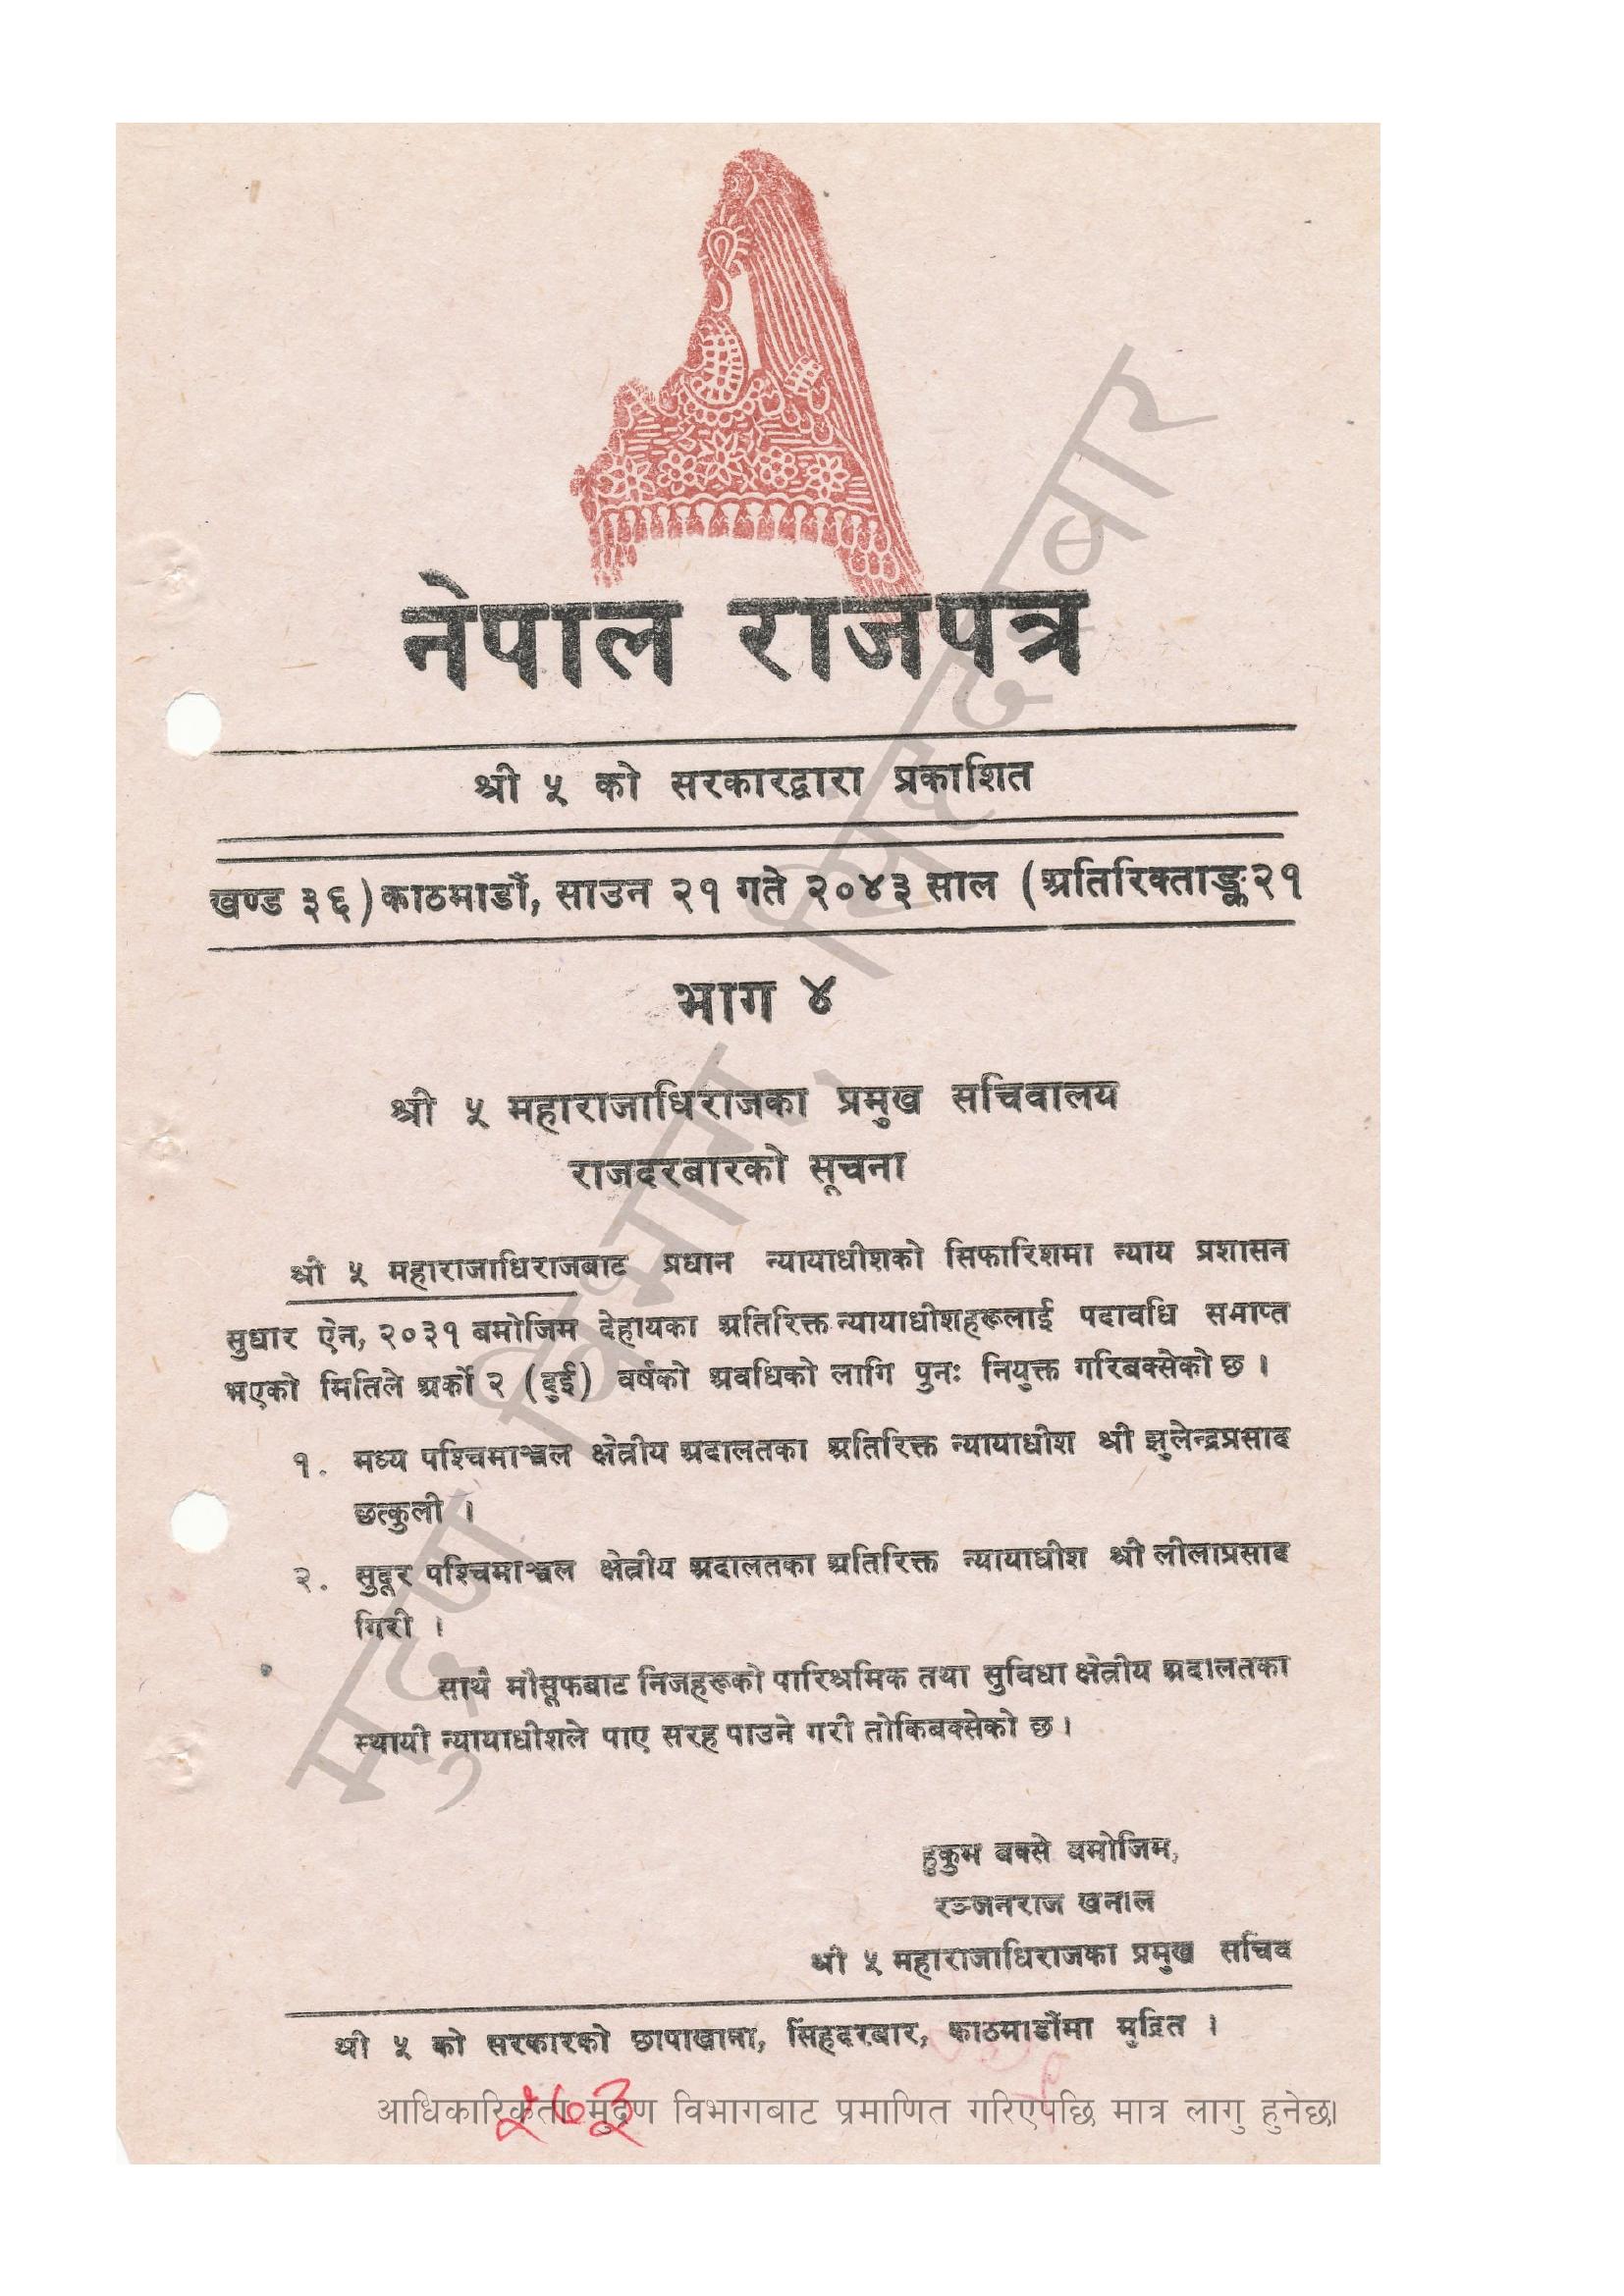 नेपाल राजपत्र
श्री ५ को सरकारद्वारा प्रकाशित
खण्ड ३६) काठमाडौं, साउन २१ गते २०४३ साल (अतिरिक्ताङ्क २१
भाग ४
श्री ५ महाराजाधिराजका प्रमुख सचिवालय
राजदरबारको सूचना
श्री ५ महाराजाधिराजबाट प्रधान न्यायाधीशको सिफारिशमा न्याय प्रशासन
सुधार ऐन, २०३१ बमोजिम देहायका अतिरिक्त न्यायाधीशहरूलाई पदावधि समाप्त
भएको मितिले अर्को २ (दुई) वर्षको अवधिको लागि पुनः नियुक्त गरिबक्सेको छ ।
१. मध्य पश्चिमाञ्चल क्षेत्रीय अदालतका अतिरिक्त न्यायाधीश श्री झुलेन्द्रप्रसाद
छत्कुली ।
२. सुदूर पश्चिमाञ्चल क्षेत्रीय अदालतका अतिरिक्त न्यायाधीश श्री लीलाप्रसाद
गिरी ।
साथै मौसूफबाट निजहरूको पारिश्रमिक तथा सुविधा क्षेत्रीय अदालतका
स्थायी न्यायाधीशले पाए सरह पाउने गरी तोकिबक्सेको छ ।
हुकुम बक्से बमोजिम,
रञ्जनराज खनाल
श्री ५ महाराजाधिराजका प्रमुख सचिव
श्री ५ को सरकारको छापाखाना, सिंहदरबार, काठमाडौंमा मुद्रित ।
५७३
आधिकारिकता मुद्रण विभागबाट प्रमाणित गरिएपछि मात्र लागु हुनेछ।
मुद्रण विभाग, सिंहदरबार